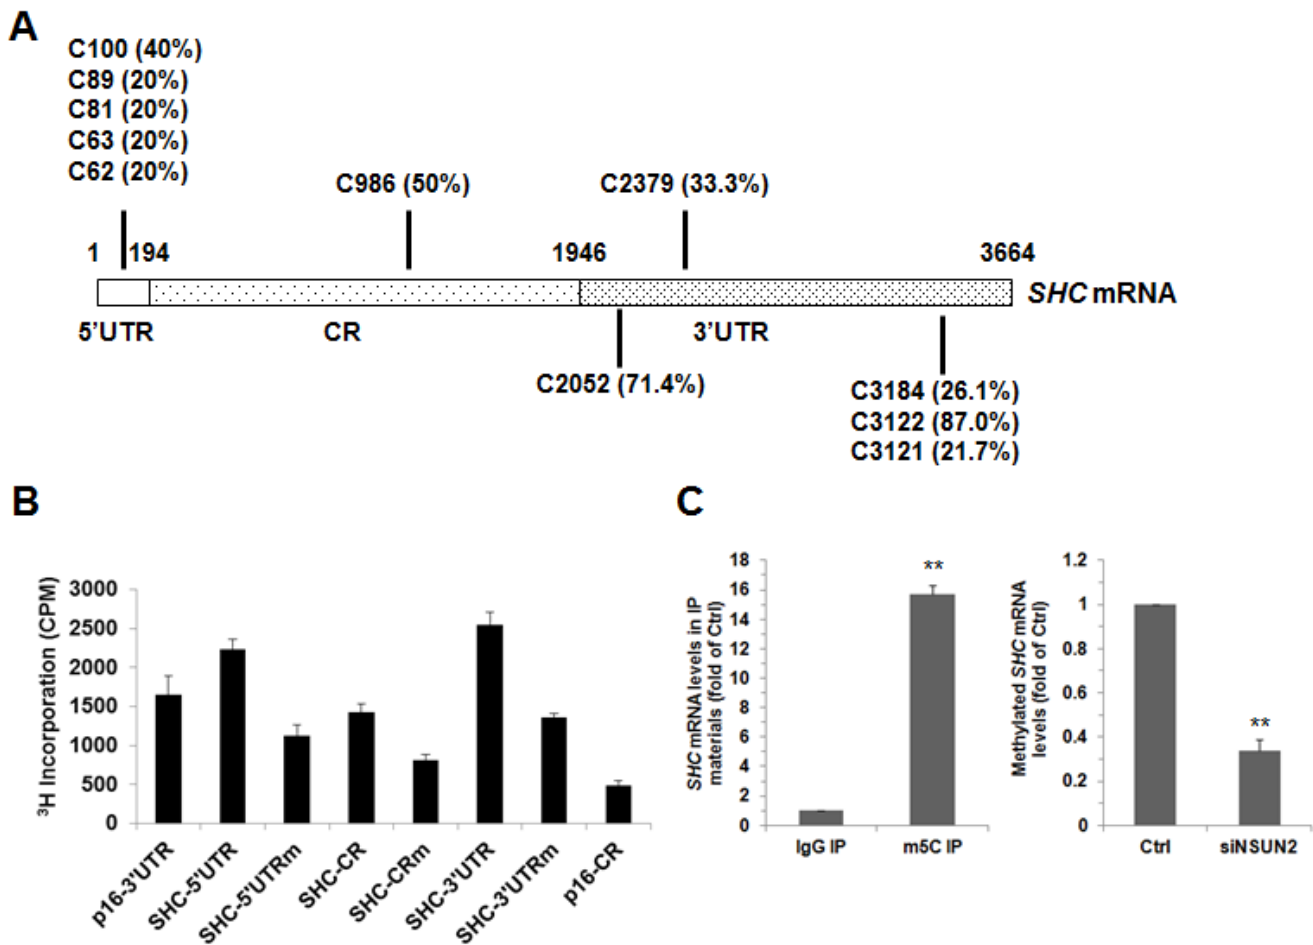 A
C100 (40%)
C89 (20%)
C81 (20%)
C63 (20%)
C62 (20%)
C986 (50%)
C2379 (33.3%)
1
194
1946
3664
SHC mRNA
5'UTR
CR
3'UTR
C2052 (71.4%)
C3184 (26.1%)
C3122 (87.0%)
C3121 (21.7%)
B
³H Incorporation (CPM)
3000
2500
2000
1500
1000
500
0
p16-3'UTR
SHC-5'UTR
SHC-5'UTRm
SHC-CR
SHC-CRm
SHC-3'UTR
SHC-3'UTRm
p16-CR
C
SHC mRNA levels in IP
materials (fold of Ctrl)
18
16
14
12
10
8
6
4
2
0
**
IgG IP
m5C IP
Methylated SHC mRNA
levels (fold of Ctrl)
1.2
1
0.8
0.6
0.4
0.2
0
**
Ctrl
siNSUN2